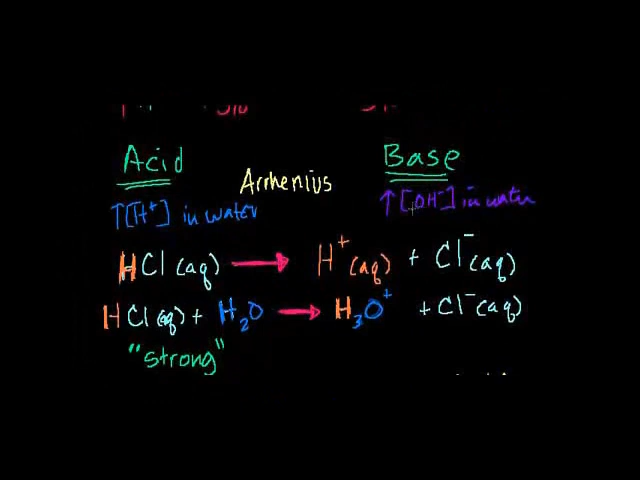 Acid Base
Arrhenius
↑[H⁺] in water ↑[OH⁻] in water
HCl (aq) → H⁺(aq) + Cl⁻(aq)
HCl(aq) + H₂O → H₃O⁺ + Cl⁻(aq)
"strong"